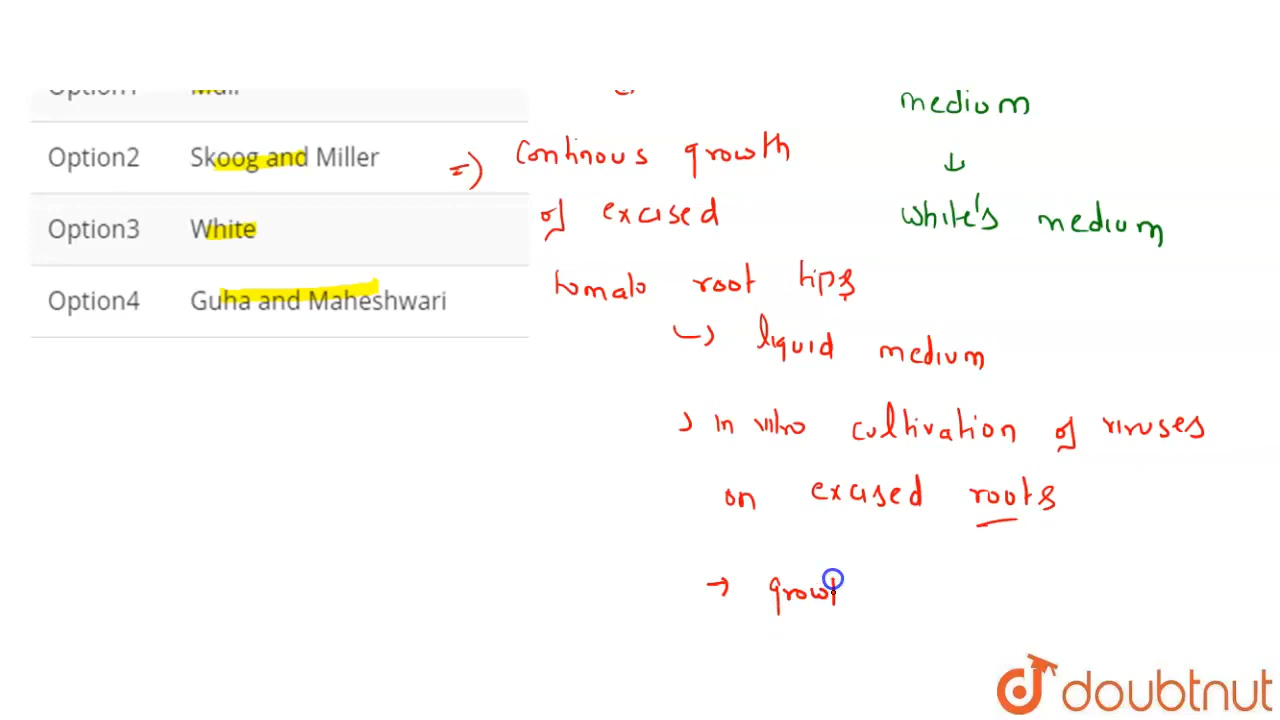 medium
Option2 Skoog and Miller
=) Continous growth
of excised
White's medium
Option3 White
tomato root tips
Option4 Guha and Maheshwari
liquid medium
In vitro cultivation of viruses
on excised roots
→ growt
doubtnut